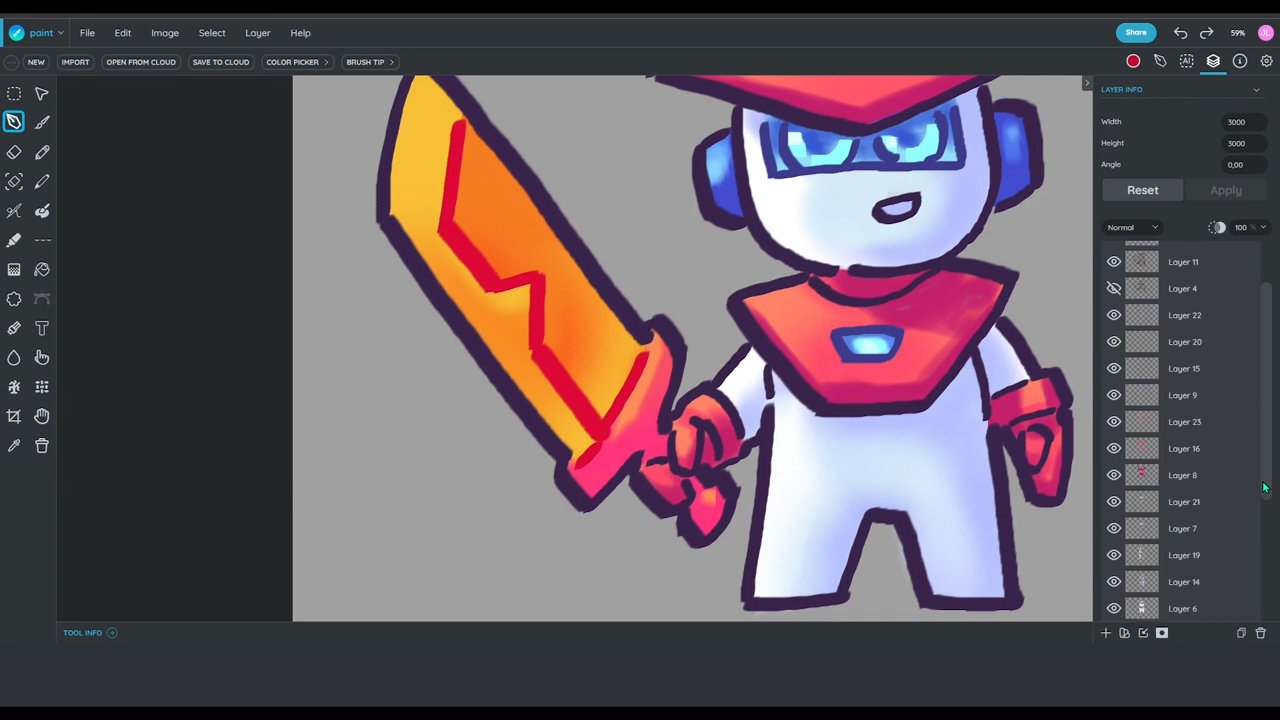 paint File Edit Image Select Layer Help Share 59% JL
NEW IMPORT OPEN FROM CLOUD SAVE TO CLOUD COLOR PICKER BRUSH TIP AI
LAYER INFO
Width 3000
Height 3000
Angle 0,00
Reset Apply
Normal 100 %
Layer 11
Layer 4
Layer 22
Layer 20
Layer 15
Layer 9
Layer 23
Layer 16
Layer 8
Layer 21
Layer 7
Layer 19
Layer 14
Layer 6
TOOL INFO